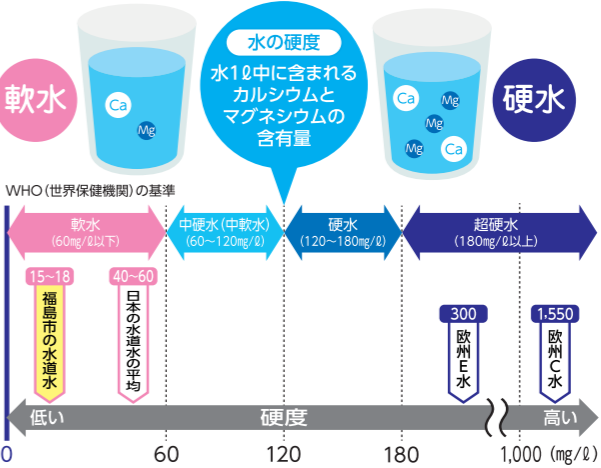 水の硬度
水1ℓ中に含まれる
カルシウムと
マグネシウムの
含有量
軟水
Ca
Mg
硬水
Ca
Mg
Mg
Mg
Ca
WHO(世界保健機関)の基準
軟水
(60㎎/ℓ以下)
中硬水(中軟水)
(60~120㎎/ℓ)
硬水
(120~180㎎/ℓ)
超硬水
(180㎎/ℓ以上)
15~18
福島市の水道水
40~60
日本の水道水の平均
300
欧州E水
1,550
欧州C水
低い
硬度
高い
0
60
120
180
1,000 (㎎/ℓ)